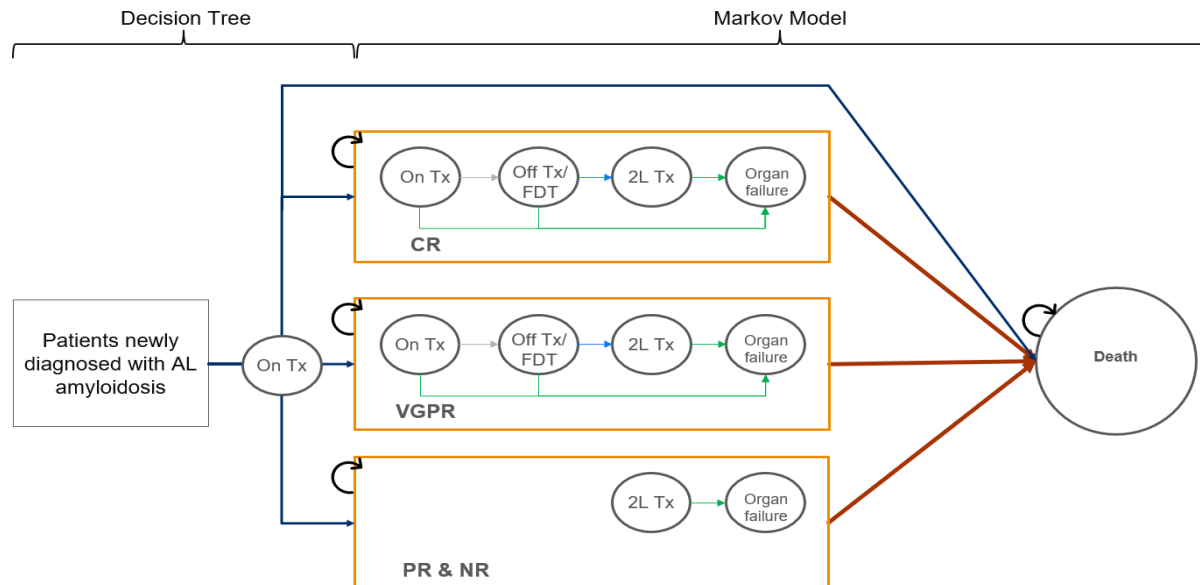 Decision Tree
Markov Model
On Tx
Off Tx/
FDT
2L Tx
Organ
failure
CR
Patients newly
diagnosed with AL
amyloidosis
On Tx
On Tx
Off Tx/
FDT
2L Tx
Organ
failure
VGPR
Death
2L Tx
Organ
failure
PR & NR